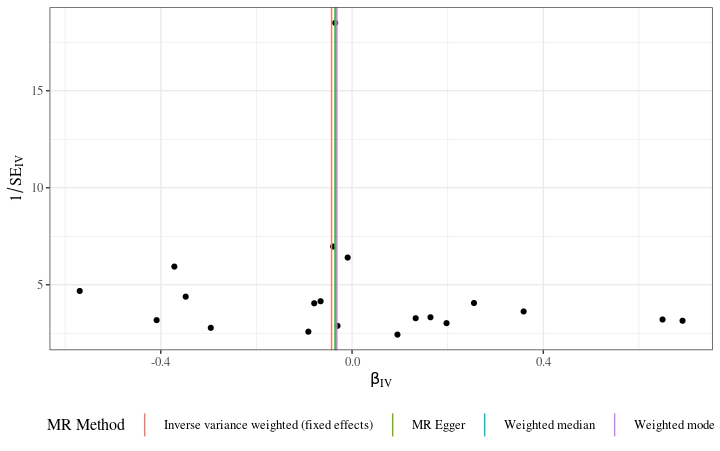 15
10
5
1/SE_IV
-0.4 0.0 0.4
β_IV
MR Method Inverse variance weighted (fixed effects) MR Egger Weighted median Weighted mode